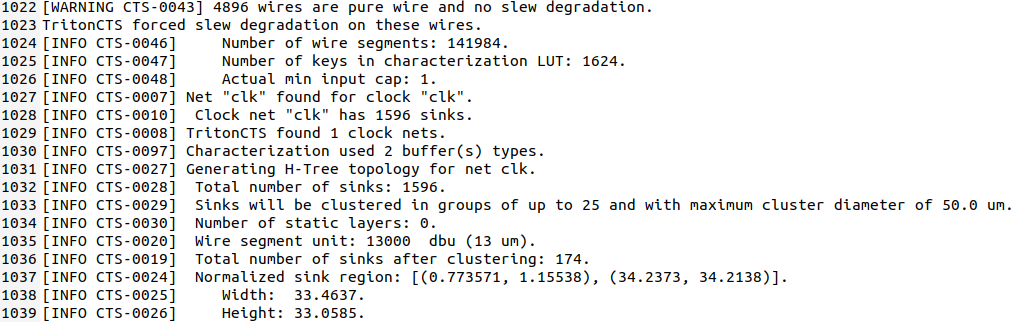 1022 [WARNING CTS-0043] 4896 wires are pure wire and no slew degradation.
1023 TritonCTS forced slew degradation on these wires.
1024 [INFO CTS-0046]     Number of wire segments: 141984.
1025 [INFO CTS-0047]     Number of keys in characterization LUT: 1624.
1026 [INFO CTS-0048]     Actual min input cap: 1.
1027 [INFO CTS-0007] Net "clk" found for clock "clk".
1028 [INFO CTS-0010]  Clock net "clk" has 1596 sinks.
1029 [INFO CTS-0008] TritonCTS found 1 clock nets.
1030 [INFO CTS-0097] Characterization used 2 buffer(s) types.
1031 [INFO CTS-0027] Generating H-Tree topology for net clk.
1032 [INFO CTS-0028]  Total number of sinks: 1596.
1033 [INFO CTS-0029]  Sinks will be clustered in groups of up to 25 and with maximum cluster diameter of 50.0 um.
1034 [INFO CTS-0030]  Number of static layers: 0.
1035 [INFO CTS-0020]  Wire segment unit: 13000  dbu (13 um).
1036 [INFO CTS-0019]  Total number of sinks after clustering: 174.
1037 [INFO CTS-0024]  Normalized sink region: [(0.773571, 1.15538), (34.2373, 34.2138)].
1038 [INFO CTS-0025]     Width:  33.4637.
1039 [INFO CTS-0026]     Height: 33.0585.